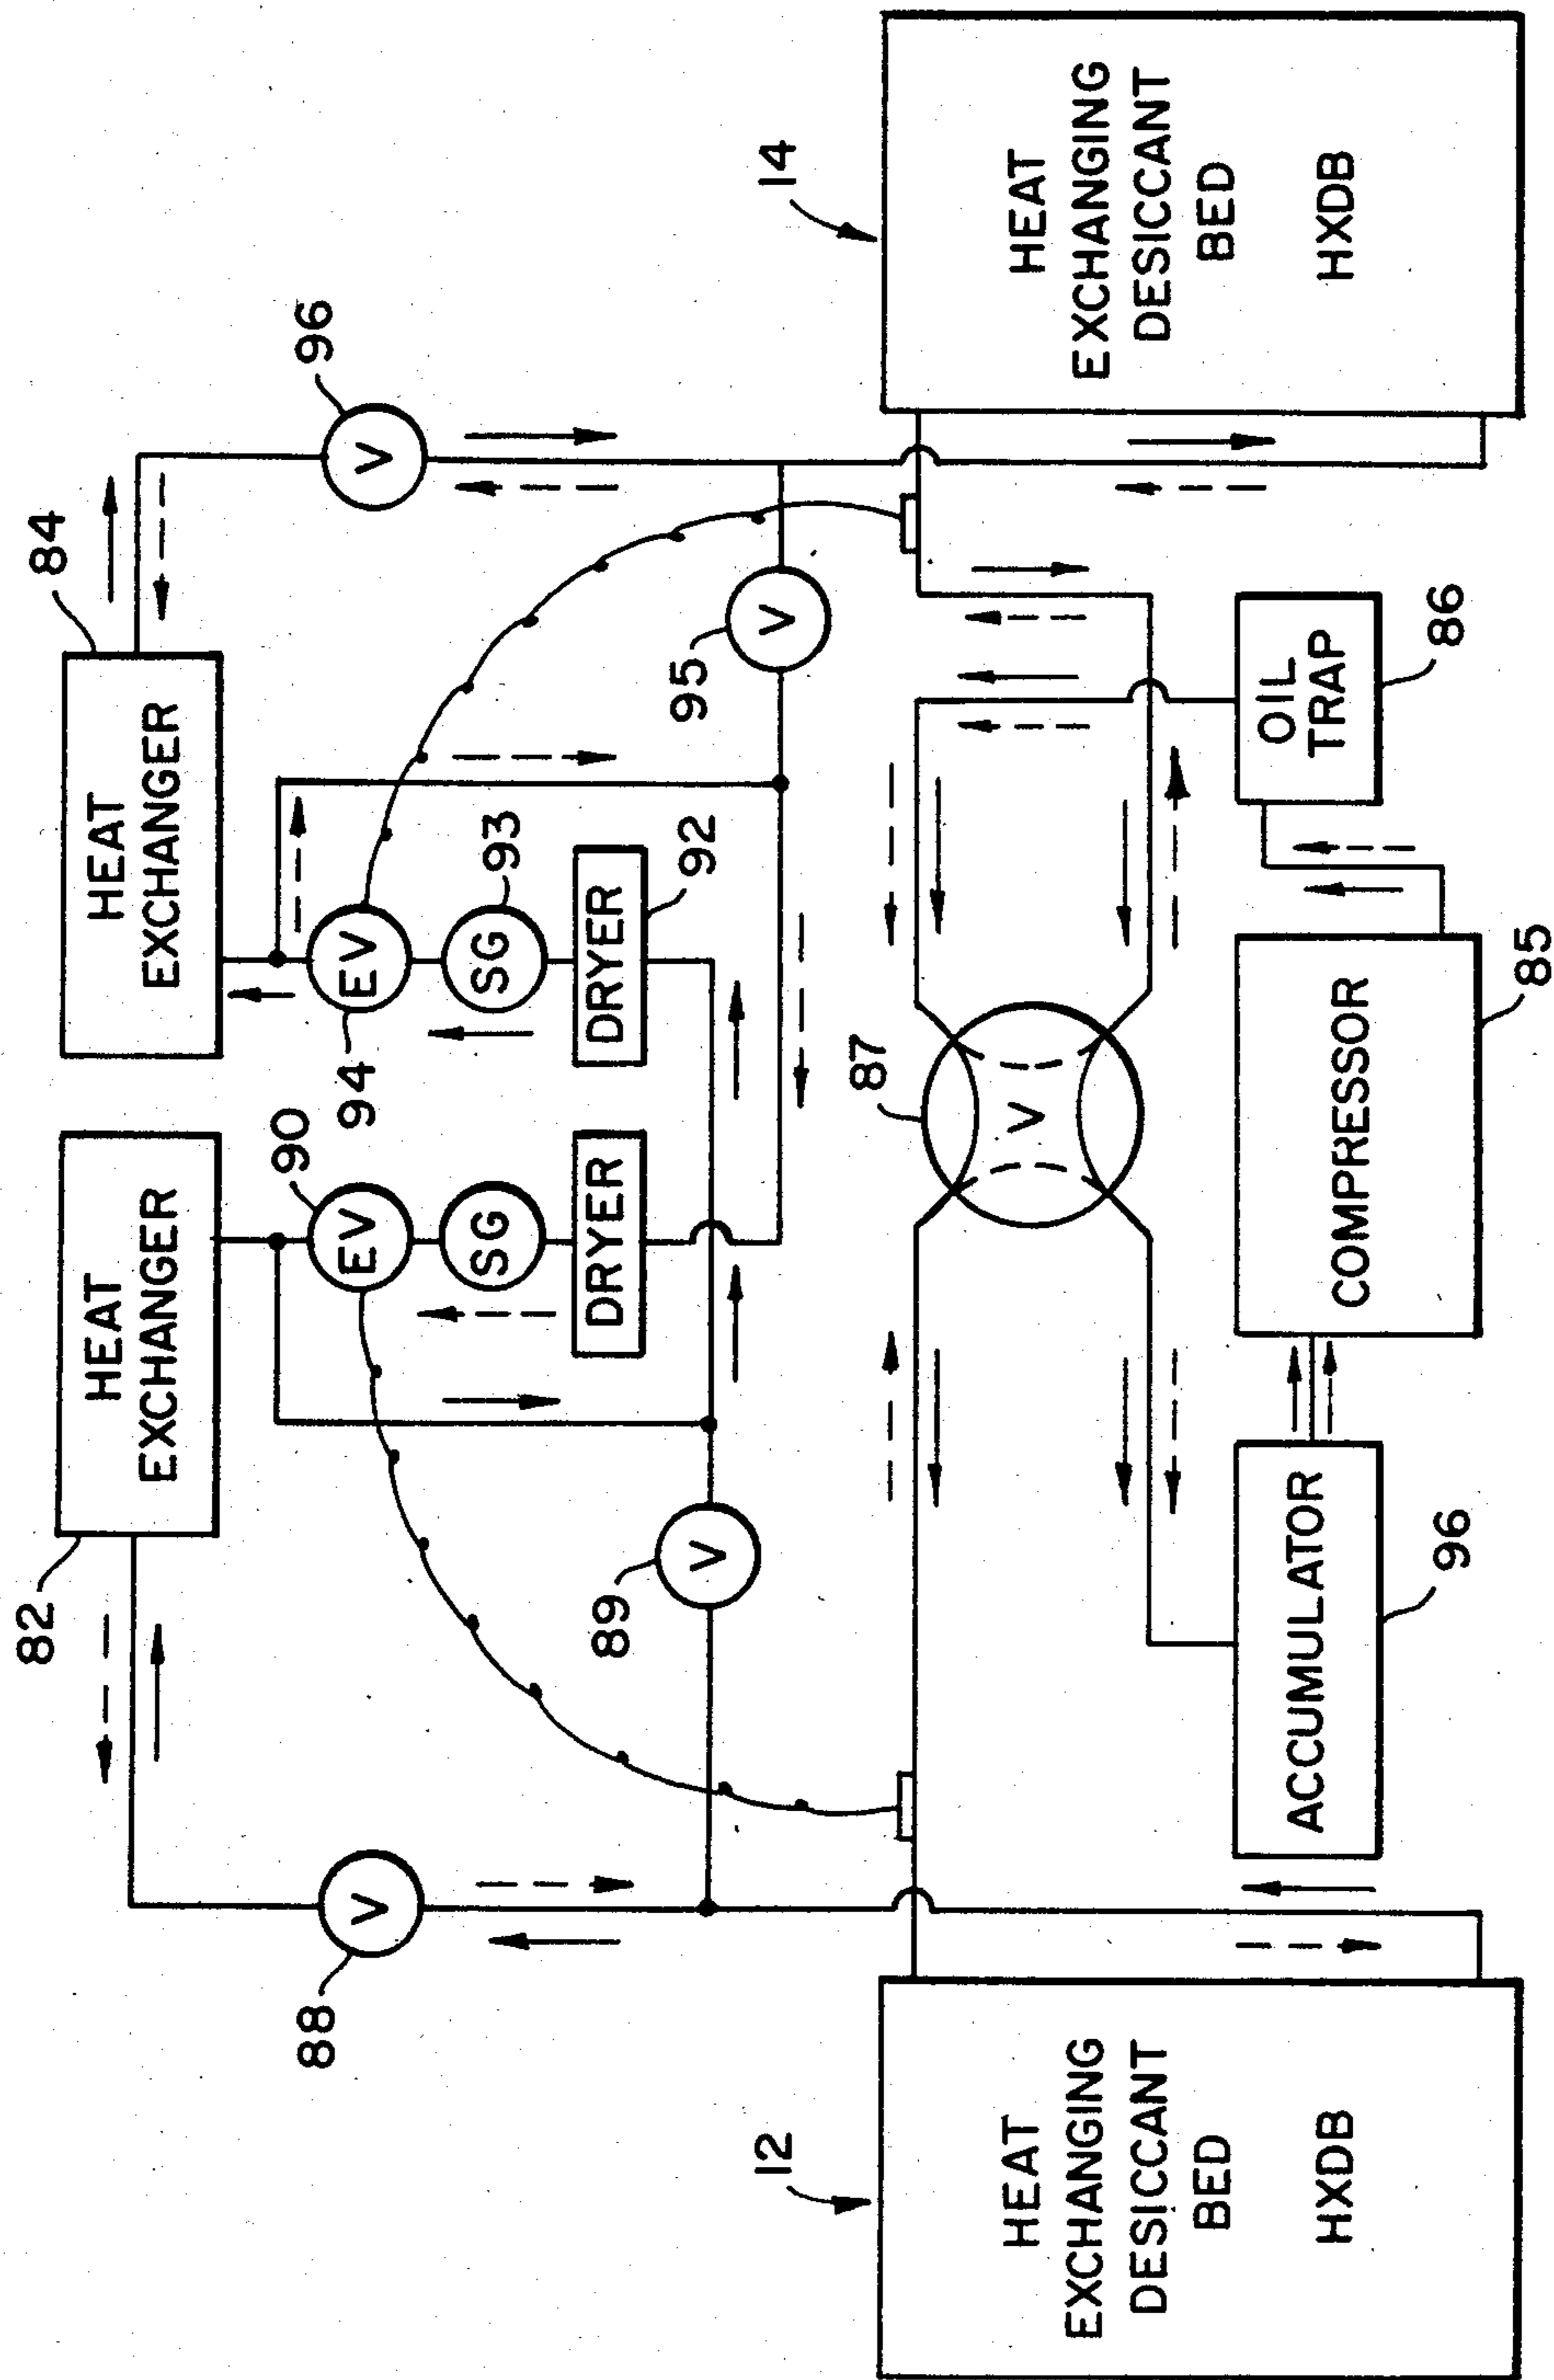 82
HEAT
EXCHANGER
84
HEAT
EXCHANGER
88
V
90
EV
94
EV
96
V
SG
SG
93
DRYER
DRYER
92
89
V
95
V
12
HEAT
EXCHANGING
DESICCANT
BED
HXDB
87
V
14
HEAT
EXCHANGING
DESICCANT
BED
HXDB
ACCUMULATOR
96
COMPRESSOR
85
OIL
TRAP
86